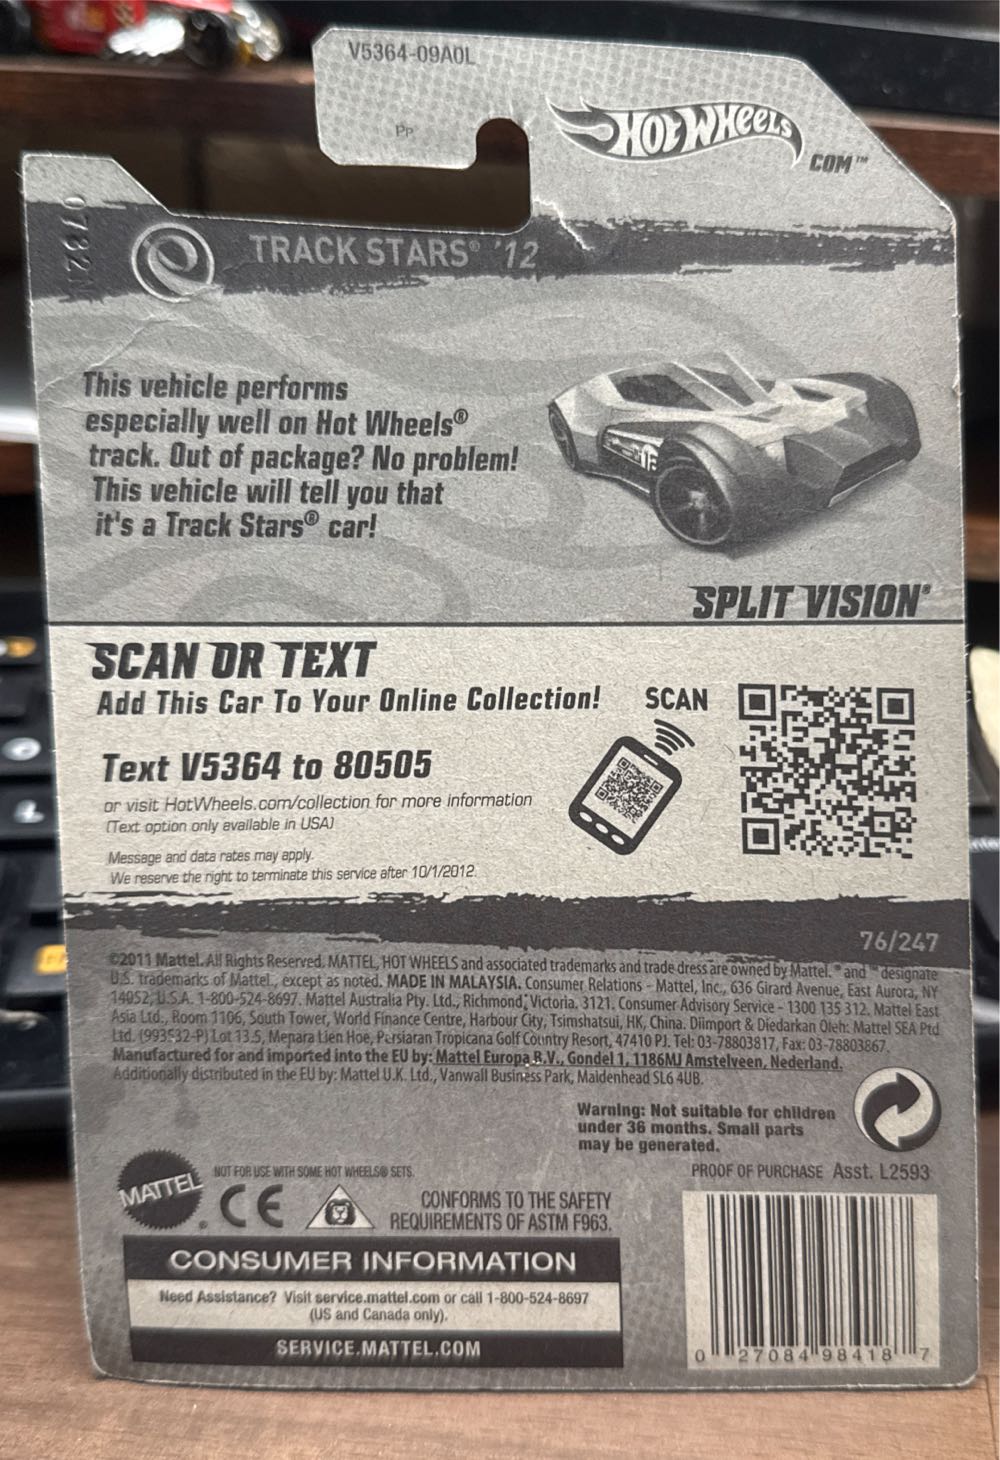 V5364-09A0L
Pp
HOT WHEELS
.COM™
TRACK STARS® '12
This vehicle performs
especially well on Hot Wheels®
track. Out of package? No problem!
This vehicle will tell you that
it's a Track Stars® car!
SPLIT VISION®
SCAN OR TEXT
Add This Car To Your Online Collection!
SCAN
Text V5364 to 80505
or visit HotWheels.com/collection for more information
(Text option only available in USA)
Message and data rates may apply.
We reserve the right to terminate this service after 10/1/2012.
76/247
©2011 Mattel. All Rights Reserved. MATTEL, HOT WHEELS and associated trademarks and trade dress are owned by Mattel. ® and ™ designate
U.S. trademarks of Mattel, except as noted. MADE IN MALAYSIA. Consumer Relations - Mattel, Inc., 636 Girard Avenue, East Aurora, NY
14052, U.S.A. 1-800-524-8697. Mattel Australia Pty. Ltd., Richmond, Victoria. 3121. Consumer Advisory Service - 1300 135 312. Mattel East
Asia Ltd., Room 1106, South Tower, World Finance Centre, Harbour City, Tsimshatsui, HK, China. Diimport & Diedarkan Oleh: Mattel SEA Ptd
Ltd. (993532-P) Lot 13.5, Menara Lien Hoe, Persiaran Tropicana Golf Country Resort, 47410 PJ. Tel: 03-78803817, Fax: 03-78803867.
Manufactured for and imported into the EU by: Mattel Europa B.V., Gondel 1, 1186MJ Amstelveen, Nederland.
Additionally distributed in the EU by: Mattel U.K. Ltd., Vanwall Business Park, Maidenhead SL6 4UB.
Warning: Not suitable for children
under 36 months. Small parts
may be generated.
PROOF OF PURCHASE Asst. L2593
MATTEL
®
NOT FOR USE WITH SOME HOT WHEELS® SETS.
CE
CONFORMS TO THE SAFETY
REQUIREMENTS OF ASTM F963.
CONSUMER INFORMATION
Need Assistance? Visit service.mattel.com or call 1-800-524-8697
(US and Canada only).
SERVICE.MATTEL.COM
0 27084 98418 7